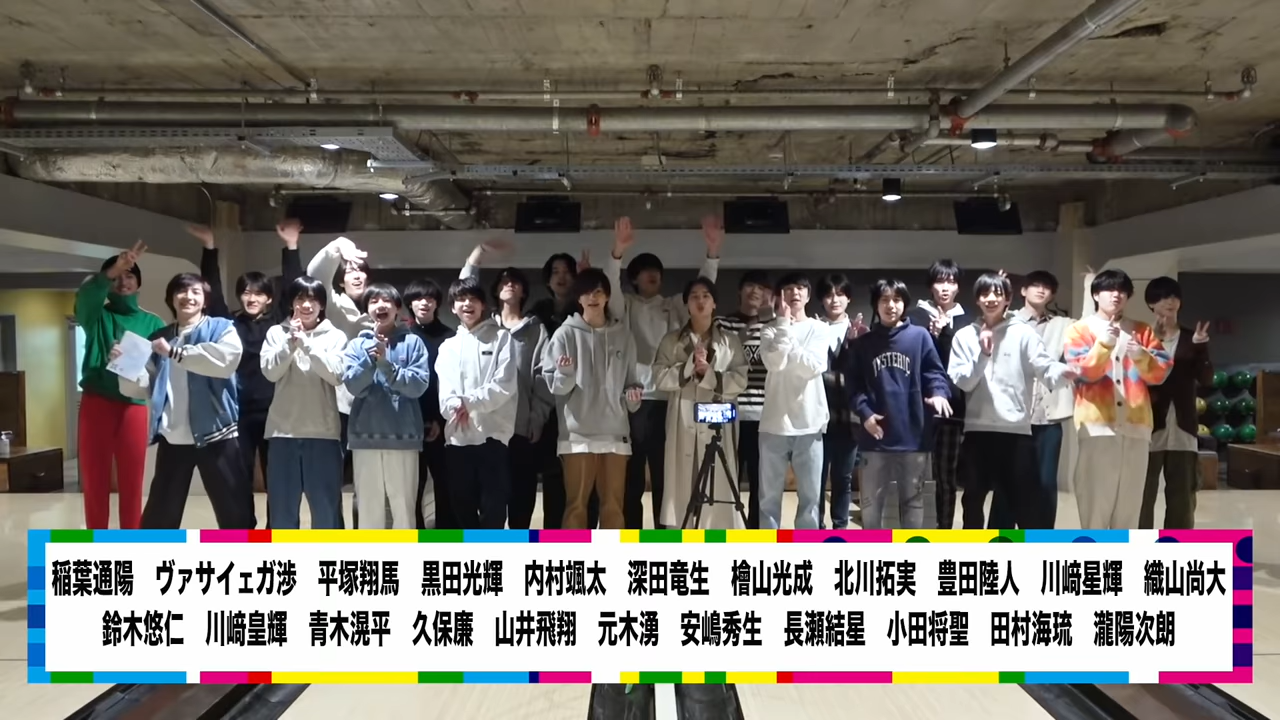 HYSTERIC
稲葉通陽　ヴァサイェガ渉　平塚翔馬　黒田光輝　内村颯太　深田竜生　檜山光成　北川拓実　豊田陸人　川﨑星輝　織山尚大
鈴木悠仁　川﨑皇輝　青木滉平　久保廉　山井飛翔　元木湧　安嶋秀生　長瀬結星　小田将聖　田村海琉　瀧陽次朗